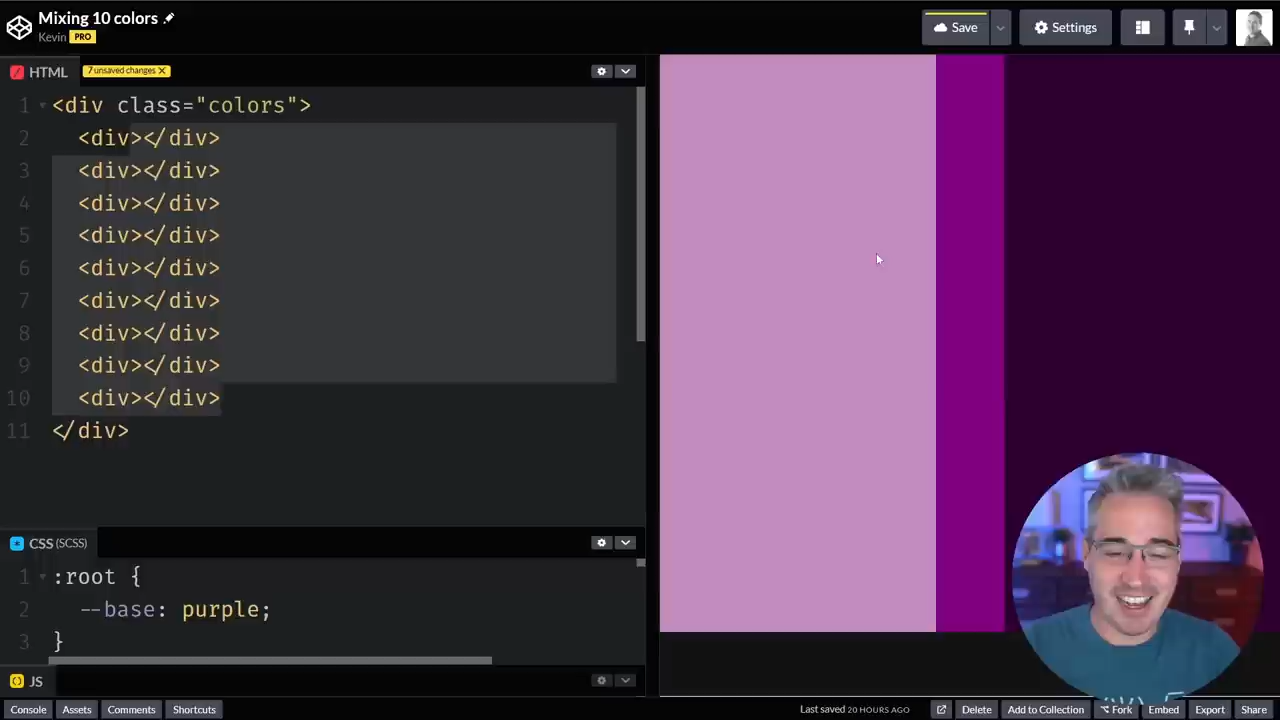 Mixing 10 colors
Kevin PRO
Save
Settings
HTML
7 unsaved changes X
1 <div class="colors">
2 <div></div>
3 <div></div>
4 <div></div>
5 <div></div>
6 <div></div>
7 <div></div>
8 <div></div>
9 <div></div>
10 <div></div>
11 </div>
CSS (SCSS)
1 :root {
2 --base: purple;
3 }
JS
Console Assets Comments Shortcuts
Last saved 20 HOURS AGO
Delete Add to Collection ⌥ Fork Embed Export Share